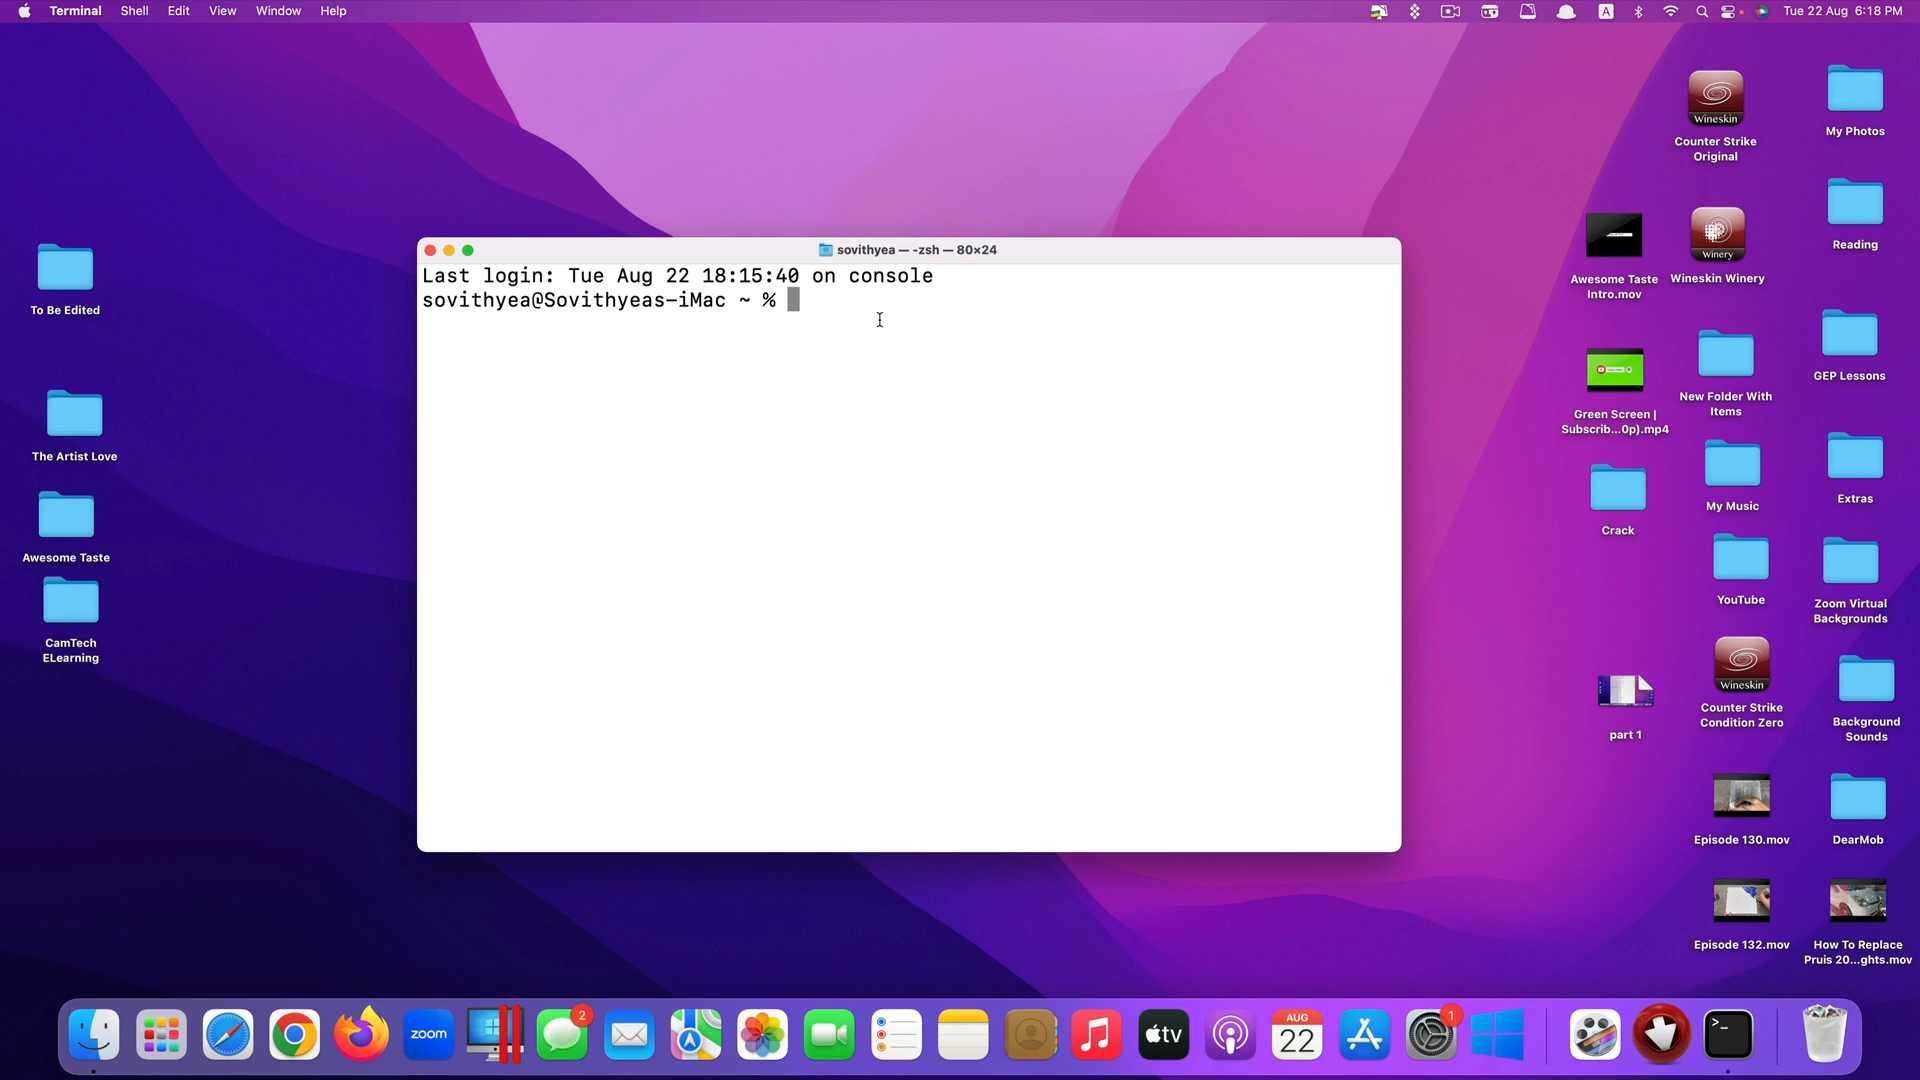 Terminal Shell Edit View Window Help
A
Tue 22 Aug 6:18 PM
sovithyea — -zsh — 80×24
Last login: Tue Aug 22 18:15:40 on console
sovithyea@Sovithyeas-iMac ~ %
To Be Edited
The Artist Love
Awesome Taste
CamTech
ELearning
Wineskin
Counter Strike
Original
My Photos
Reading
Awesome Taste
Intro.mov
Winery
Wineskin Winery
GEP Lessons
Green Screen |
Subscrib...0p).mp4
New Folder With
Items
My Music
Extras
Crack
YouTube
Zoom Virtual
Backgrounds
Wineskin
Counter Strike
Condition Zero
part 1
Background
Sounds
Episode 130.mov
DearMob
Episode 132.mov
How To Replace
Pruis 20...ghts.mov
zoom
2
tv
AUG
22
1
>_